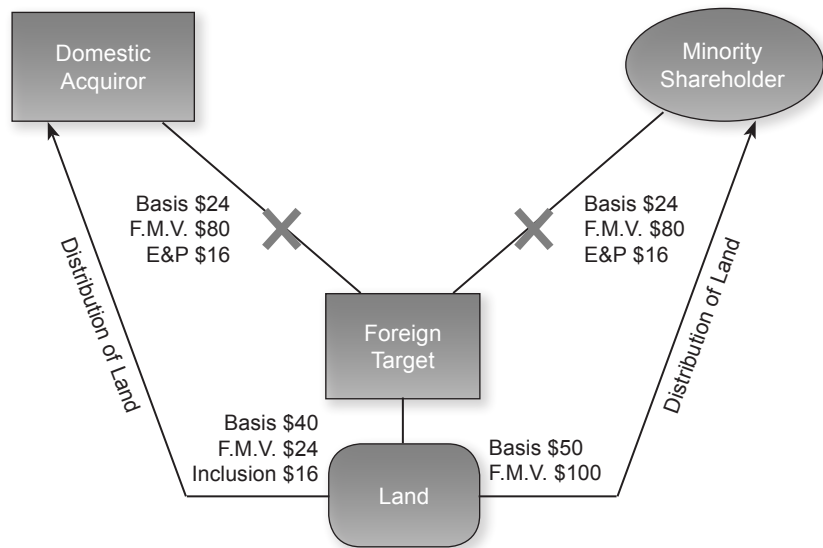 Domestic
Acquiror
Minority
Shareholder
Basis $24
F.M.V. $80
E&P $16
Basis $24
F.M.V. $80
E&P $16
Distribution of Land
Distribution of Land
Foreign
Target
Basis $40
F.M.V. $24
Inclusion $16
Basis $50
F.M.V. $100
Land